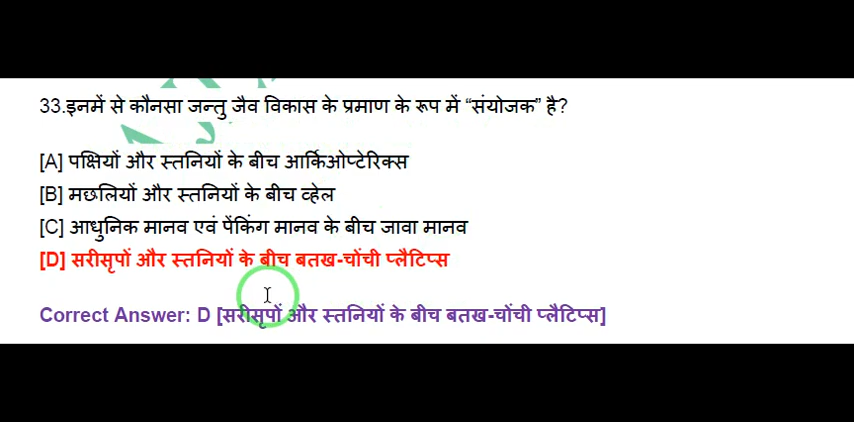 33.इनमें से कौनसा जन्तु जैव विकास के प्रमाण के रूप में “संयोजक” है?
[A] पक्षियों और स्तनियों के बीच आर्किओप्टेरिक्स
[B] मछलियों और स्तनियों के बीच व्हेल
[C] आधुनिक मानव एवं पेंकिंग मानव के बीच जावा मानव
[D] सरीसृपों और स्तनियों के बीच बतख-चोंची प्लैटिप्स
Correct Answer: D [सरीसृपों और स्तनियों के बीच बतख-चोंची प्लैटिप्स]